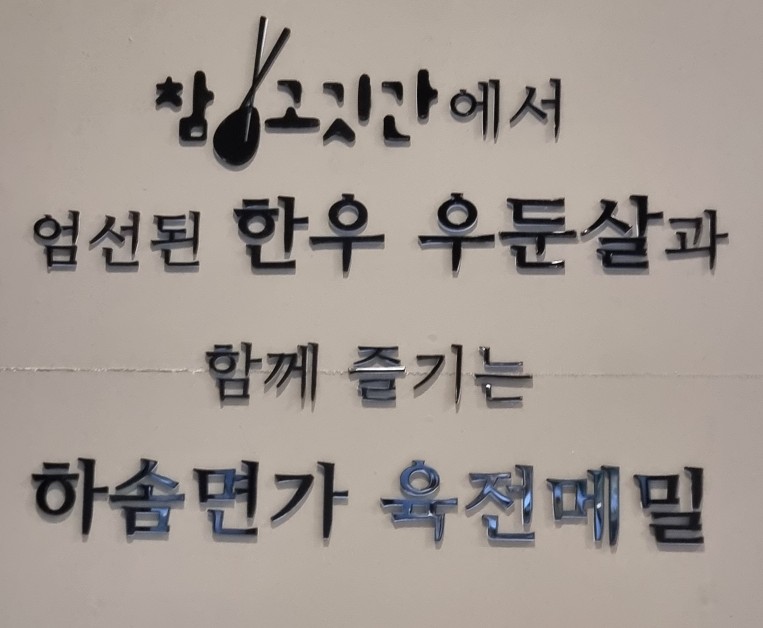 참고깃간에서
엄선된 한우 우둔살과
함께 즐기는
하솜면가 육전메밀